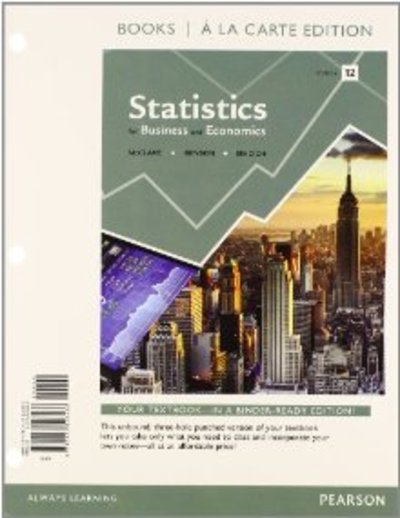 BOOKS | À LA CARTE EDITION
12
Statistics
for Business and Economics
McCLAVE • BENSON • SINCICH
YOUR TEXTBOOK—IN A BINDER-READY EDITION!
This unbound, three-hole punched version of your textbook
lets you take only what you need to class and incorporate your
own notes—all at an affordable price!
ALWAYS LEARNING
PEARSON